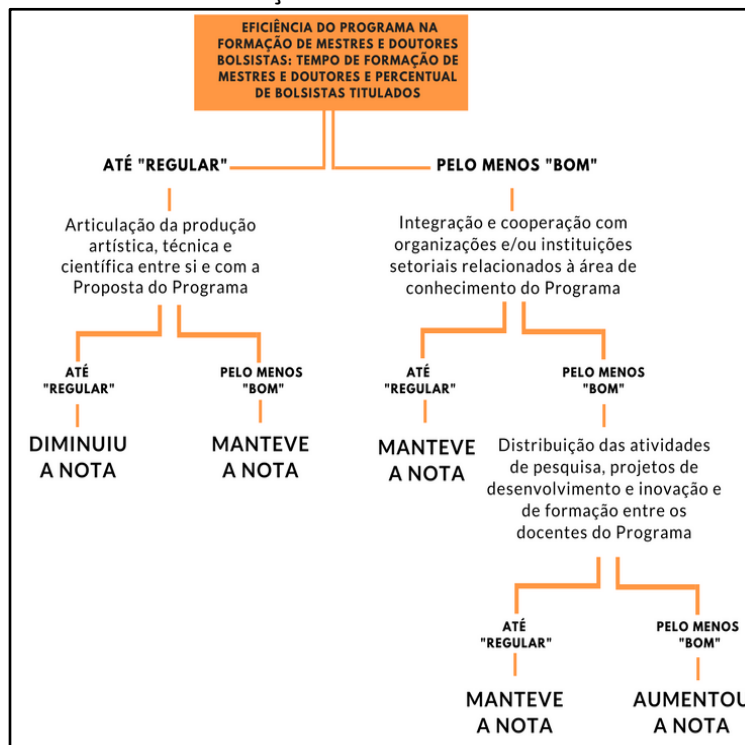 EFICIÊNCIA DO PROGRAMA NA
FORMAÇÃO DE MESTRES E DOUTORES
BOLSISTAS: TEMPO DE FORMAÇÃO DE
MESTRES E DOUTORES E PERCENTUAL
DE BOLSISTAS TITULADOS
ATÉ "REGULAR"
PELO MENOS "BOM"
Articulação da produção
artística, técnica e
científica entre si e com a
Proposta do Programa
Integração e cooperação com
organizações e/ou instituições
setoriais relacionados à área de
conhecimento do Programa
ATÉ
"REGULAR"
PELO MENOS
"BOM"
ATÉ
"REGULAR"
PELO MENOS
"BOM"
DIMINUIU
A NOTA
MANTEVE
A NOTA
MANTEVE
A NOTA
Distribuição das atividades
de pesquisa, projetos de
desenvolvimento e inovação e
de formação entre os
docentes do Programa
ATÉ
"REGULAR"
PELO MENOS
"BOM"
MANTEVE
A NOTA
AUMENTOU
A NOTA